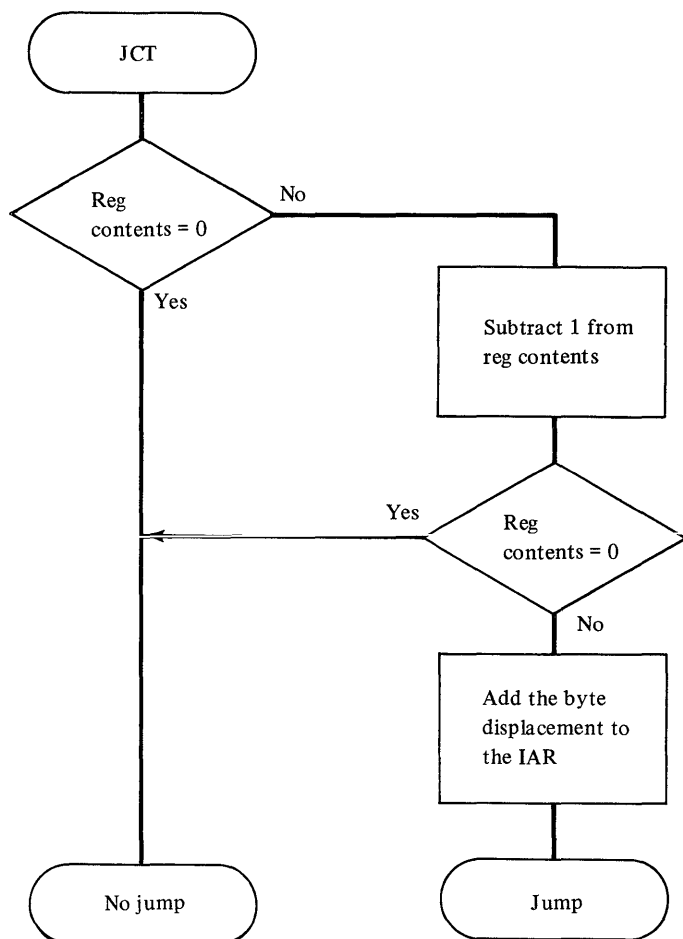 JCT
Reg
contents = 0
No
Yes
Subtract 1 from
reg contents
Yes
Reg
contents = 0
No
Add the byte
displacement to
the IAR
No jump
Jump